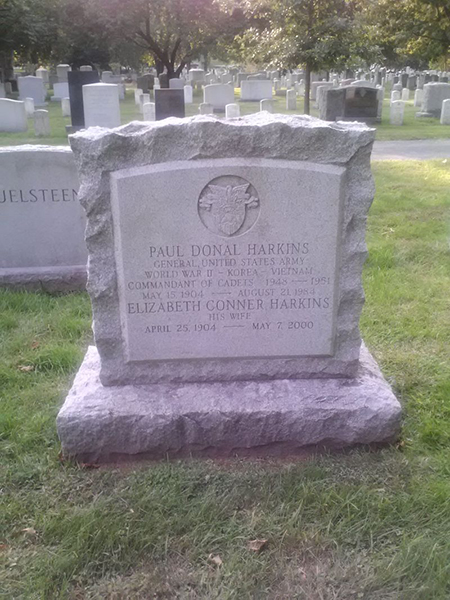 UELSTEEN
PAUL DONAL HARKINS
GENERAL, UNITED STATES ARMY
WORLD WAR II - KOREA - VIETNAM
COMMANDANT OF CADETS 1948 — 1951
MAY 15 1904 — AUGUST 21, 1984
ELIZABETH CONNER HARKINS
HIS WIFE
APRIL 25, 1904 — MAY 7, 2000